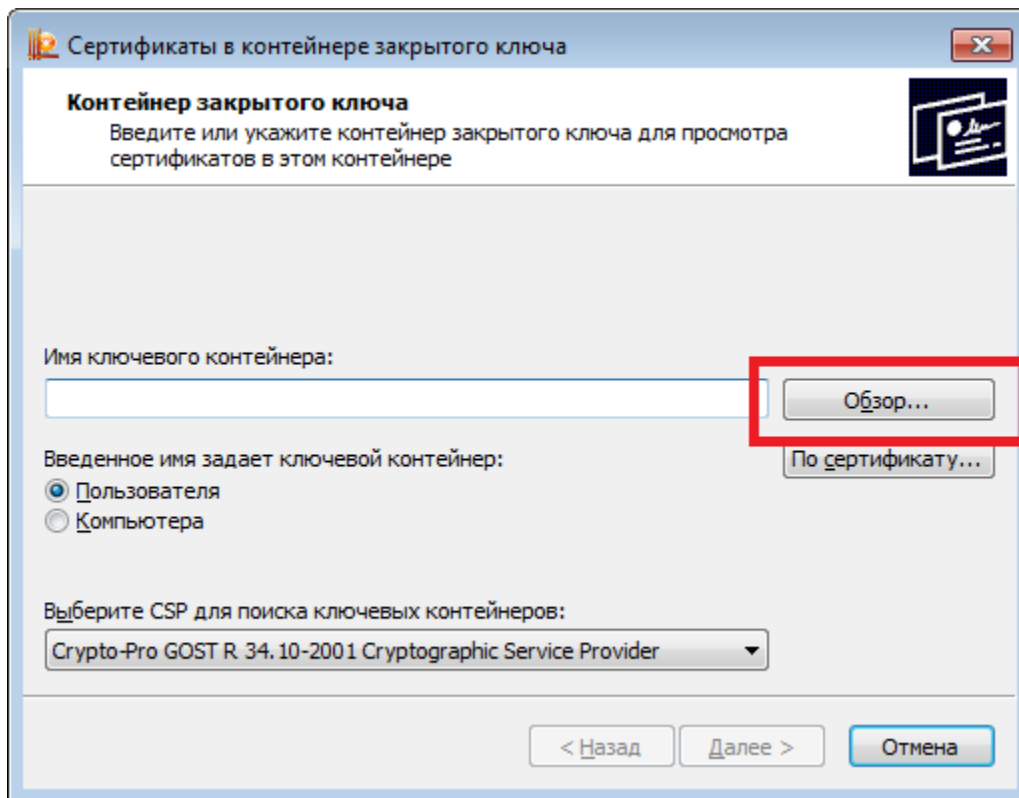 Сертификаты в контейнере закрытого ключа
Контейнер закрытого ключа
Введите или укажите контейнер закрытого ключа для просмотра
сертификатов в этом контейнере
Имя ключевого контейнера:
Обзор...
Введенное имя задает ключевой контейнер:
По сертификату...
Пользователя
Компьютера
Выберите CSP для поиска ключевых контейнеров:
Crypto-Pro GOST R 34.10-2001 Cryptographic Service Provider
< Назад
Далее >
Отмена